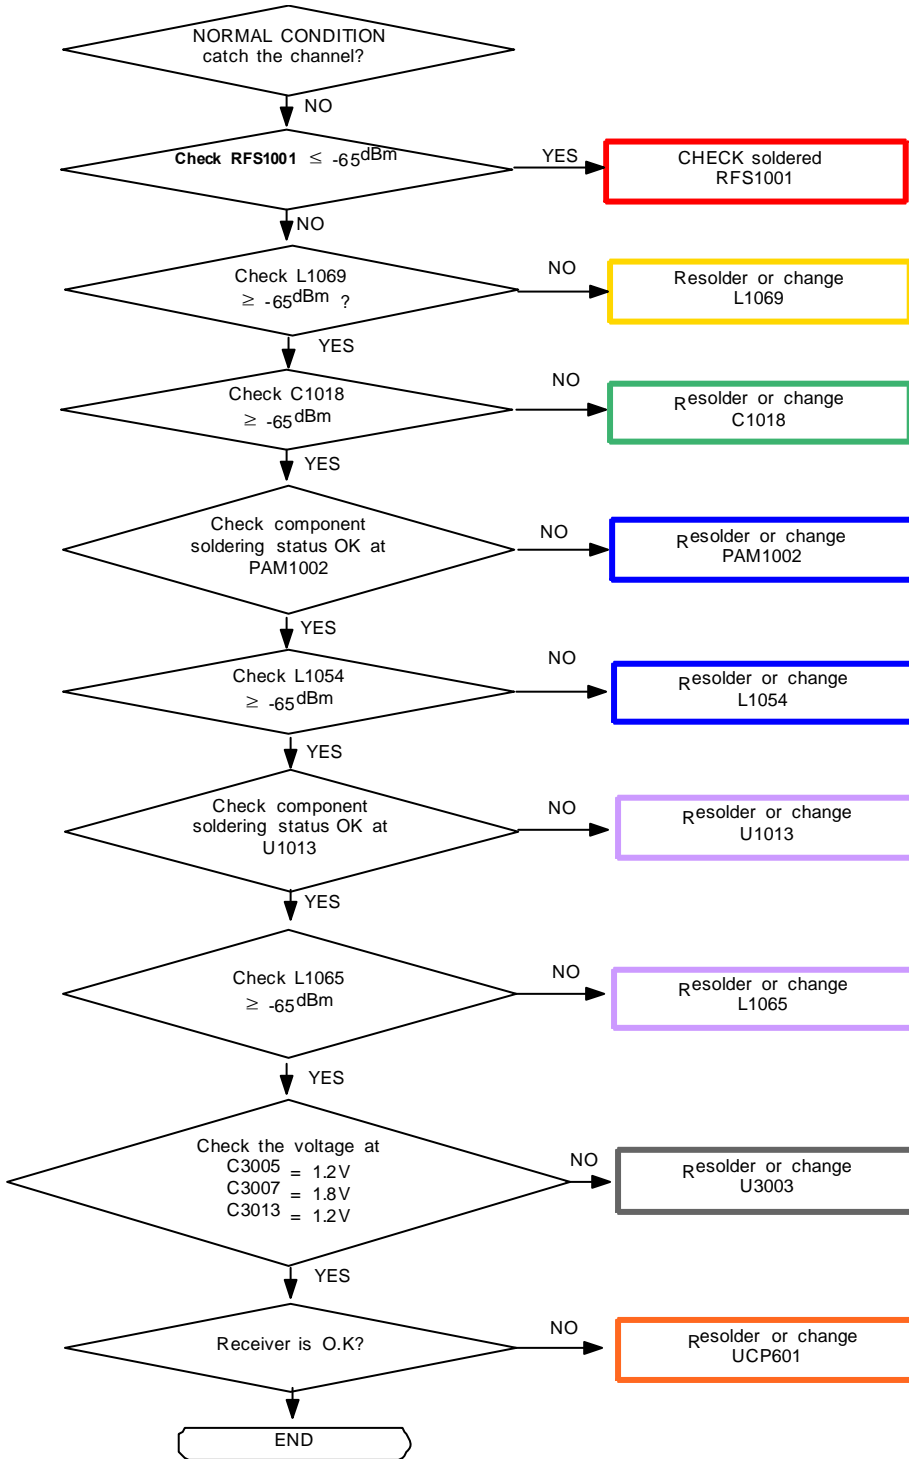 NORMAL CONDITION
catch the channel?
NO
Check RFS1001 ≤ -65dBm
YES
CHECK soldered
RFS1001
NO
Check L1069
≥ -65dBm ?
NO
Resolder or change
L1069
YES
Check C1018
≥ -65dBm
NO
Resolder or change
C1018
YES
Check component
soldering status OK at
PAM1002
NO
Resolder or change
PAM1002
YES
Check L1054
≥ -65dBm
NO
Resolder or change
L1054
YES
Check component
soldering status OK at
U1013
NO
Resolder or change
U1013
YES
Check L1065
≥ -65dBm
NO
Resolder or change
L1065
YES
Check the voltage at
C3005 = 1.2V
C3007 = 1.8V
C3013 = 1.2V
NO
Resolder or change
U3003
YES
Receiver is O.K?
NO
Resolder or change
UCP601
END